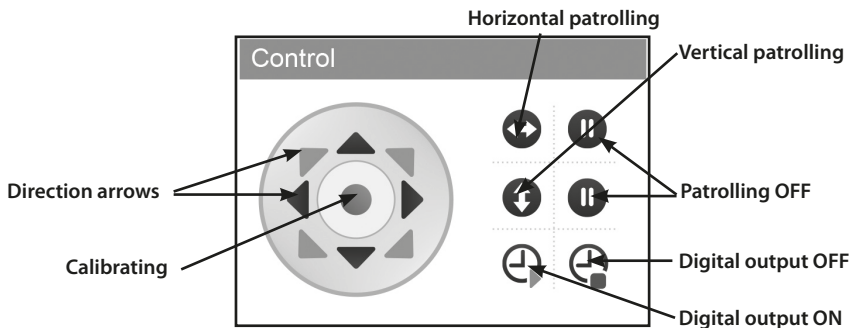 Horizontal patrolling
Control
Vertical patrolling
Direction arrows
Patrolling OFF
Calibrating
Digital output OFF
Digital output ON